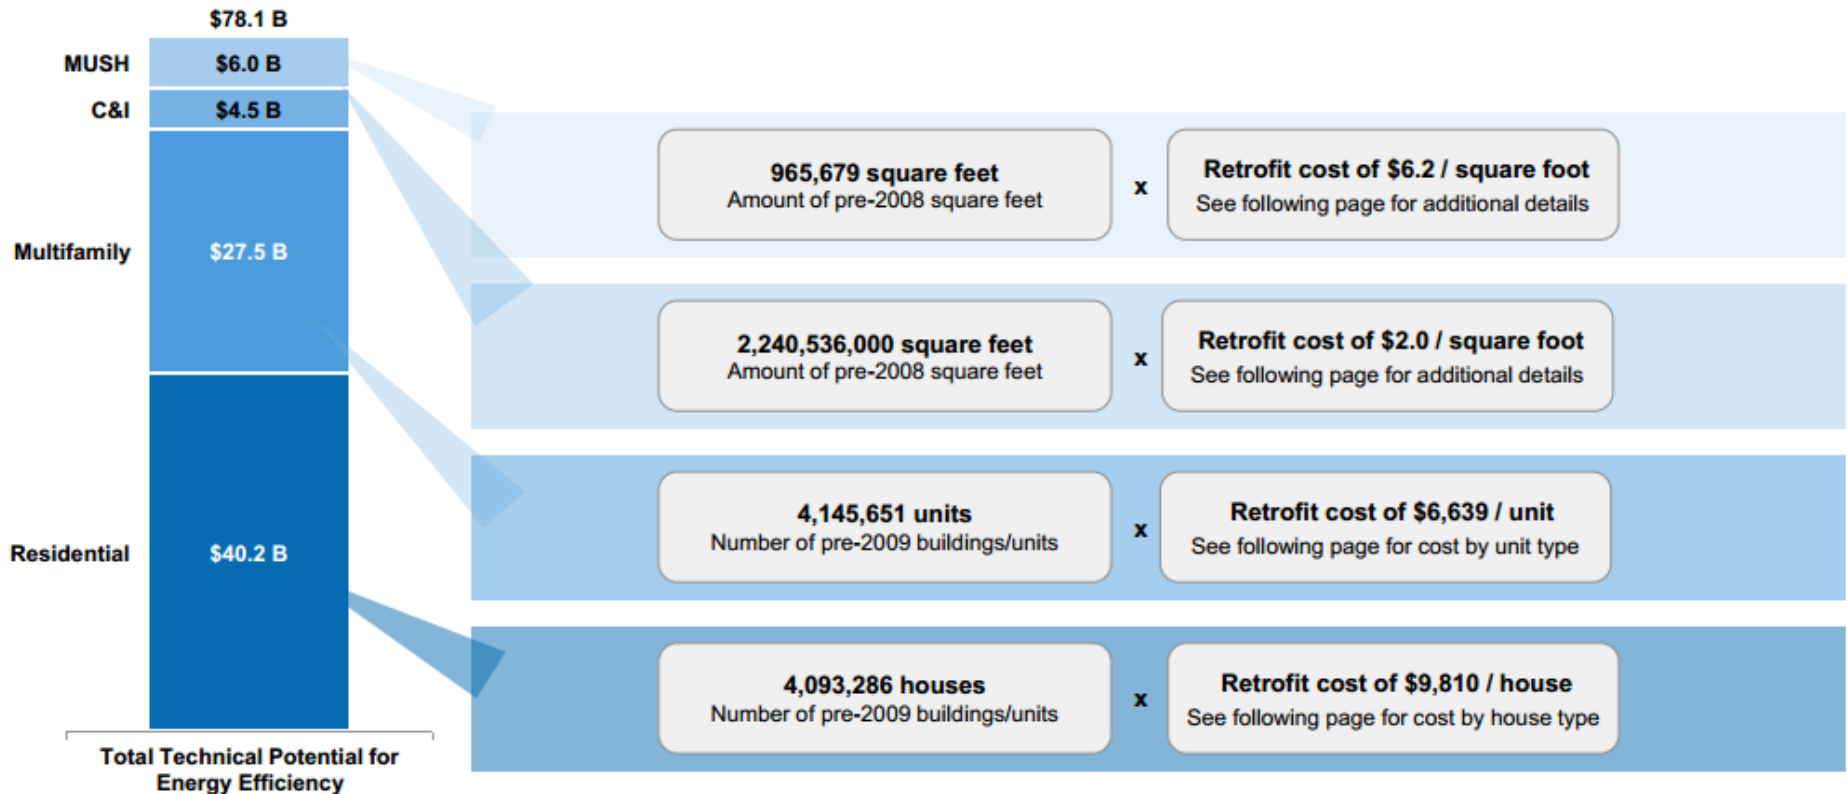 $78.1 B
MUSH
$6.0 B
C&I
$4.5 B
Multifamily
$27.5 B
Residential
$40.2 B
Total Technical Potential for
Energy Efficiency
965,679 square feet
Amount of pre-2008 square feet
x
Retrofit cost of $6.2 / square foot
See following page for additional details
2,240,536,000 square feet
Amount of pre-2008 square feet
x
Retrofit cost of $2.0 / square foot
See following page for additional details
4,145,651 units
Number of pre-2009 buildings/units
x
Retrofit cost of $6,639 / unit
See following page for cost by unit type
4,093,286 houses
Number of pre-2009 buildings/units
x
Retrofit cost of $9,810 / house
See following page for cost by house type